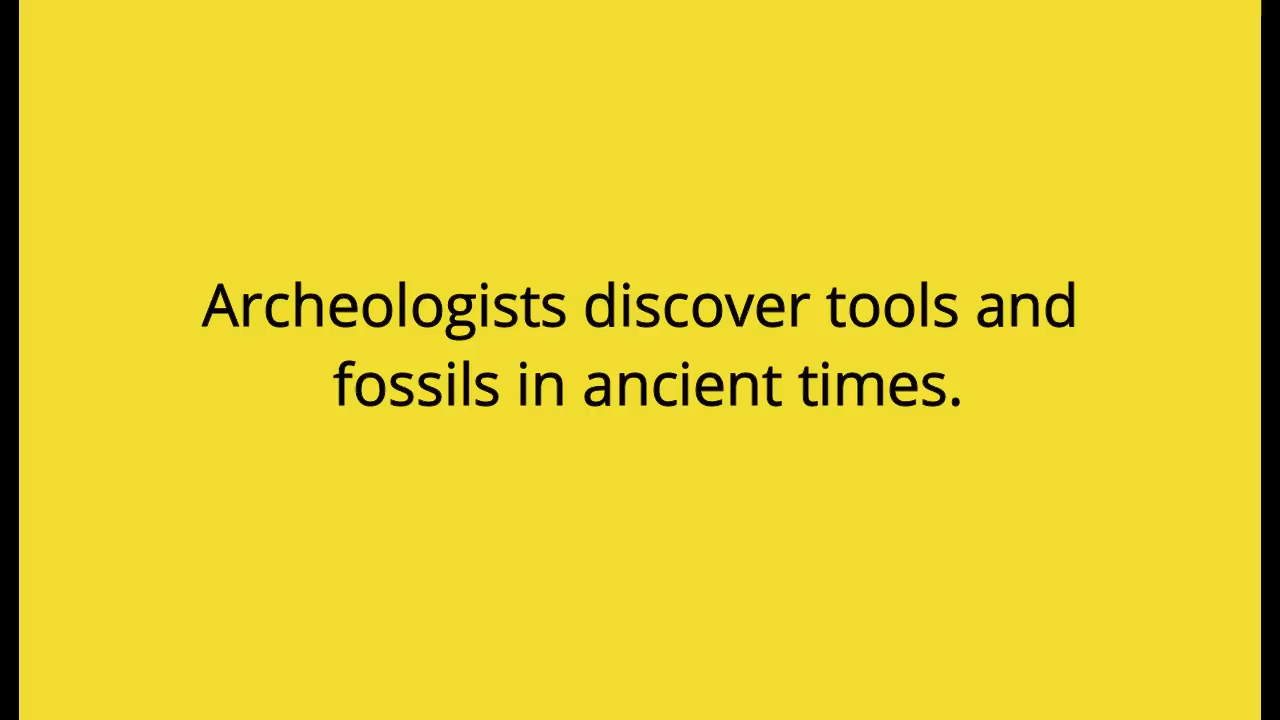 Archeologists discover tools and
fossils in ancient times.